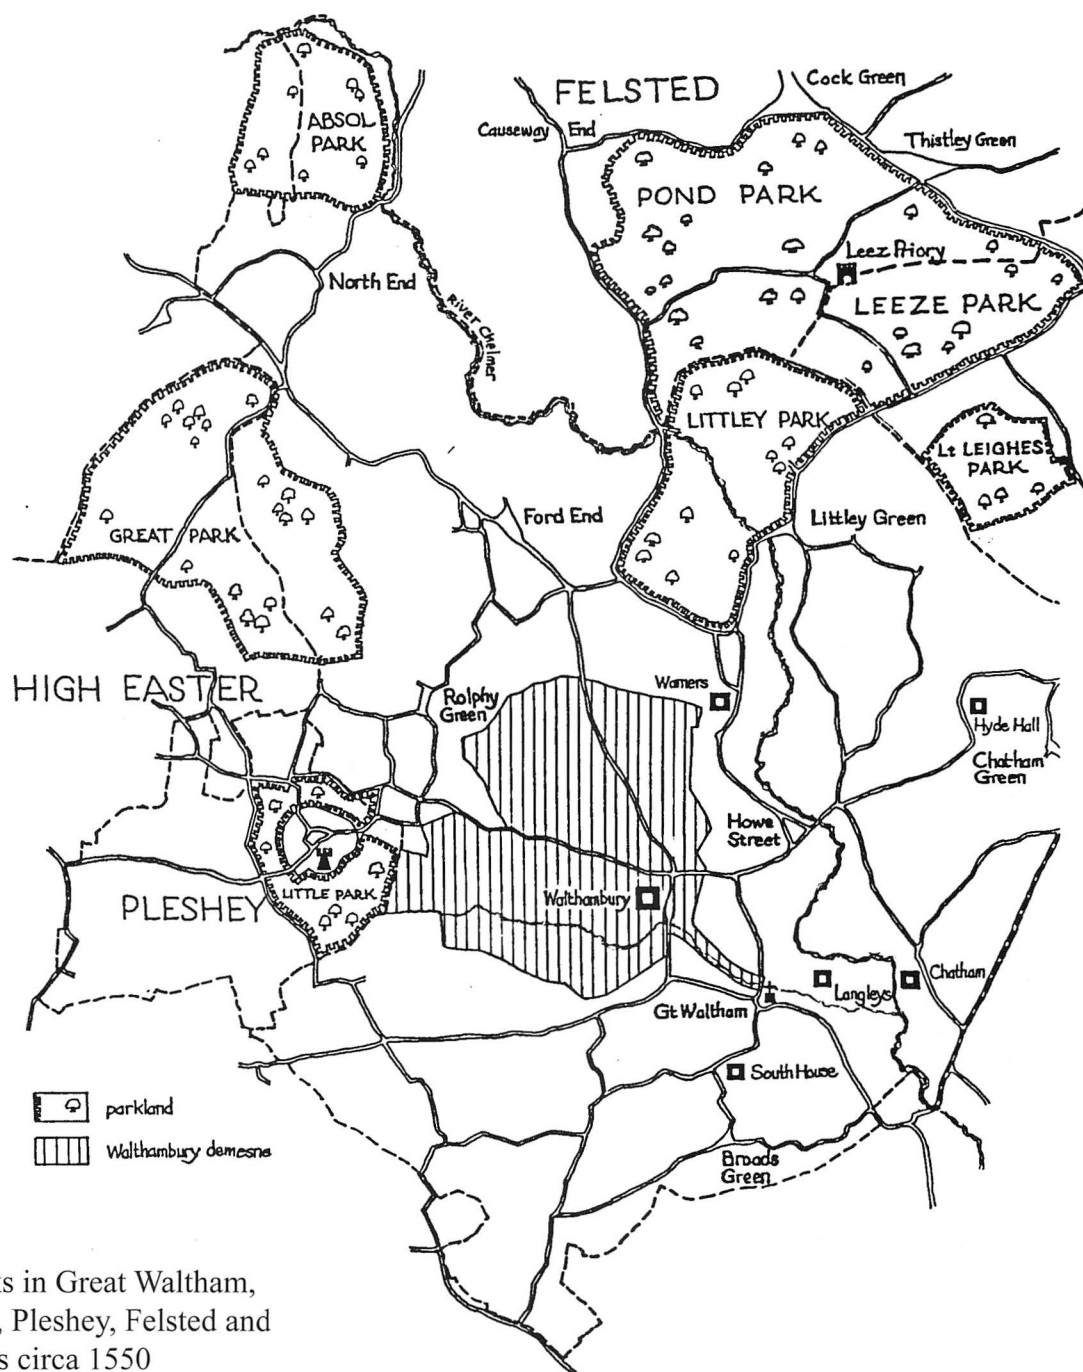 FELSTED
Cock Green
Causeway End
Thistley Green
ABSOL
PARK
POND PARK
Leez Priory
North End
River Chelmer
LEEZE PARK
LITTLEY PARK
Lt LEIGHES
PARK
GREAT PARK
Ford End
Littley Green
HIGH EASTER
Rolphy
Green
Warners
Hyde Hall
Chatham
Green
Howe
Street
LITTLE PARK
PLESHEY
Walthambury
Langleys
Chatham
Gt Waltham
South House
parkland
Walthambury demesne
Broads
Green
in Great Waltham,
, Pleshey, Felsted and
circa 1550